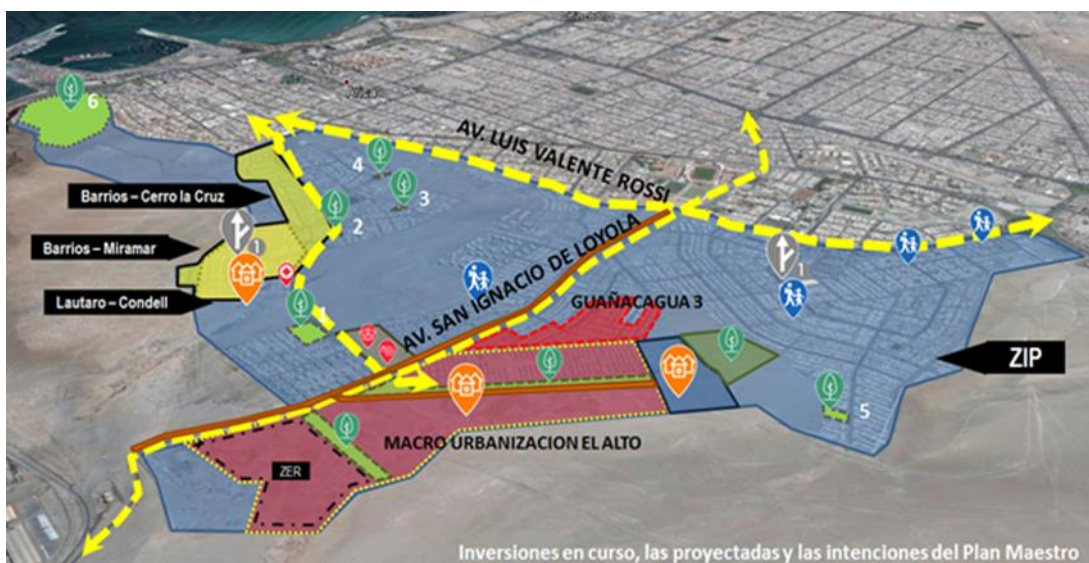 6
AV. LUIS VALENTE ROSSI
4
3
Barrios – Cerro la Cruz
2
Barrios – Miramar
1
1
AV. SAN IGNACIO DE LOYOLA
Lautaro – Condell
1
GUAÑACAGUA 3
ZIP
5
MACRO URBANIZACION EL ALTO
ZER
Inversiones en curso, las proyectadas y las intenciones del Plan Maestro